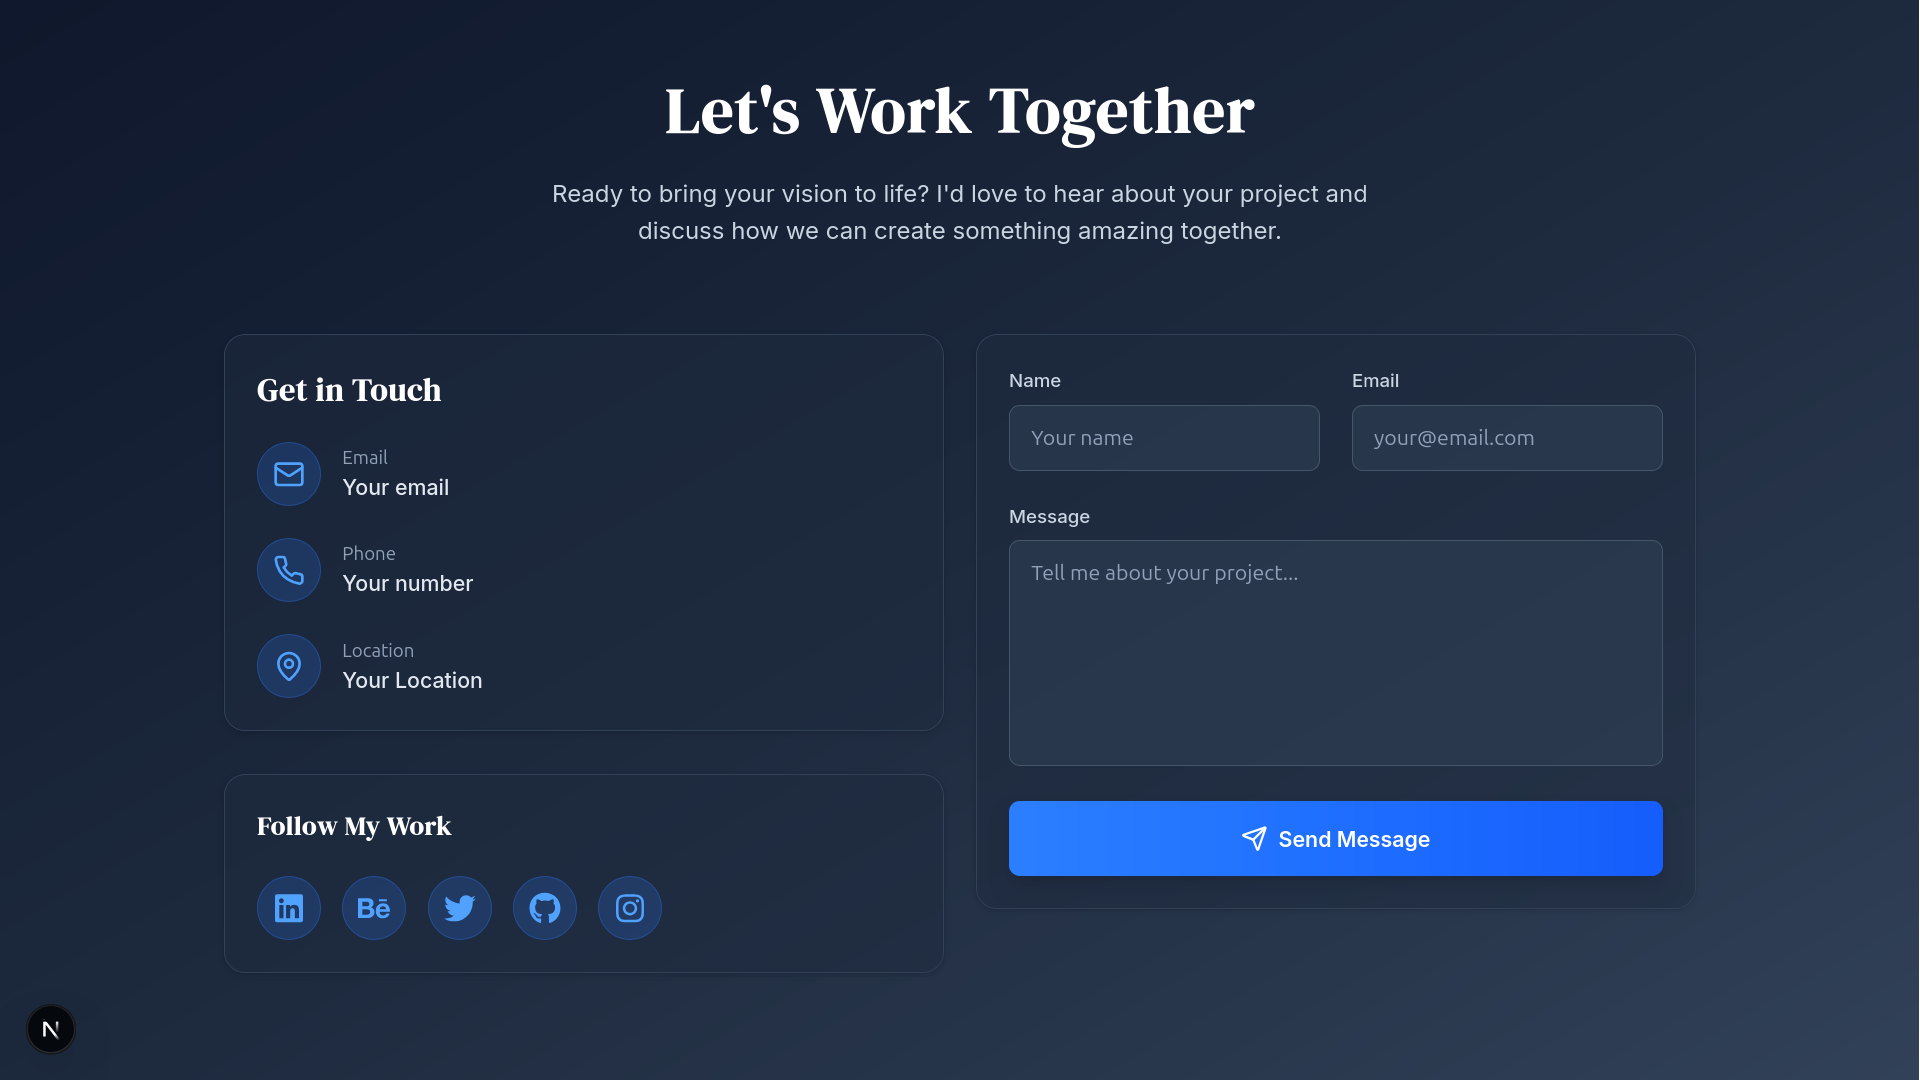 Let's Work Together
Ready to bring your vision to life? I'd love to hear about your project and
discuss how we can create something amazing together.
Get in Touch
Email
Your email
Phone
Your number
Location
Your Location
Follow My Work
in
Bē
Name
Email
Your name
your@email.com
Message
Tell me about your project...
Send Message
N